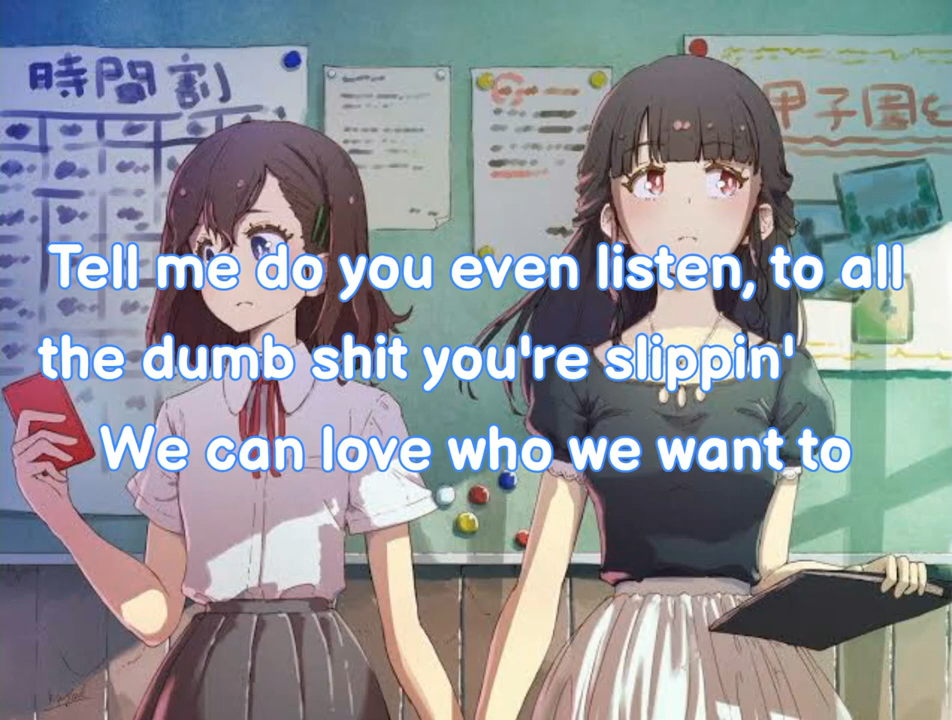 時間割
甲子園
Tell me do you even listen, to all
the dumb shit you're slippin'
We can love who we want to